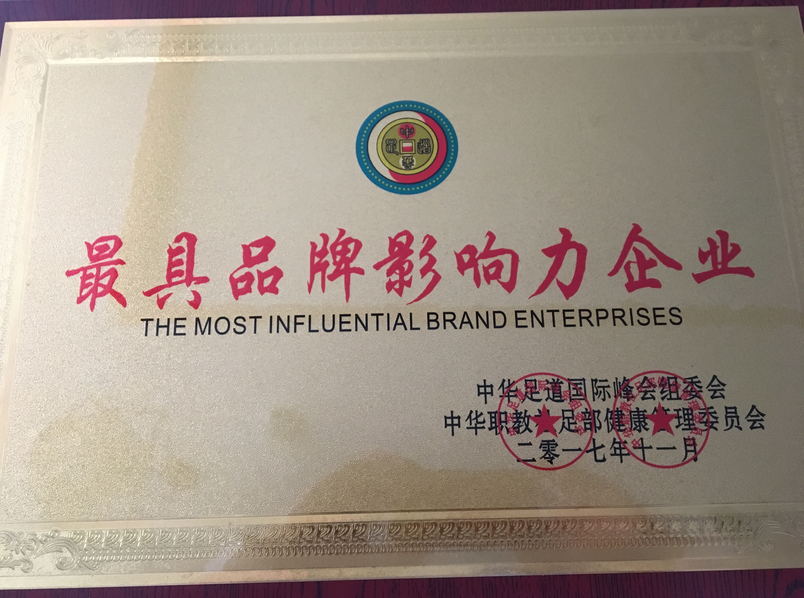 最具品牌影响力企业
THE MOST INFLUENTIAL BRAND ENTERPRISES
中华足道国际峰会组委会
中华职教社足部健康管理委员会
二零一七年十一月